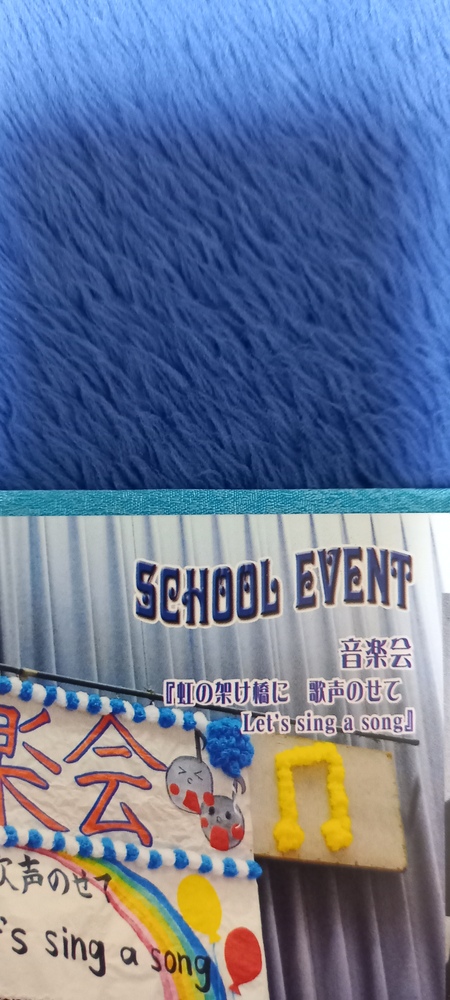 SCHOOL EVENT
音楽会
『虹の架け橋に 歌声のせて
Let's sing a song』
楽会
歌声のせて
's sing a song